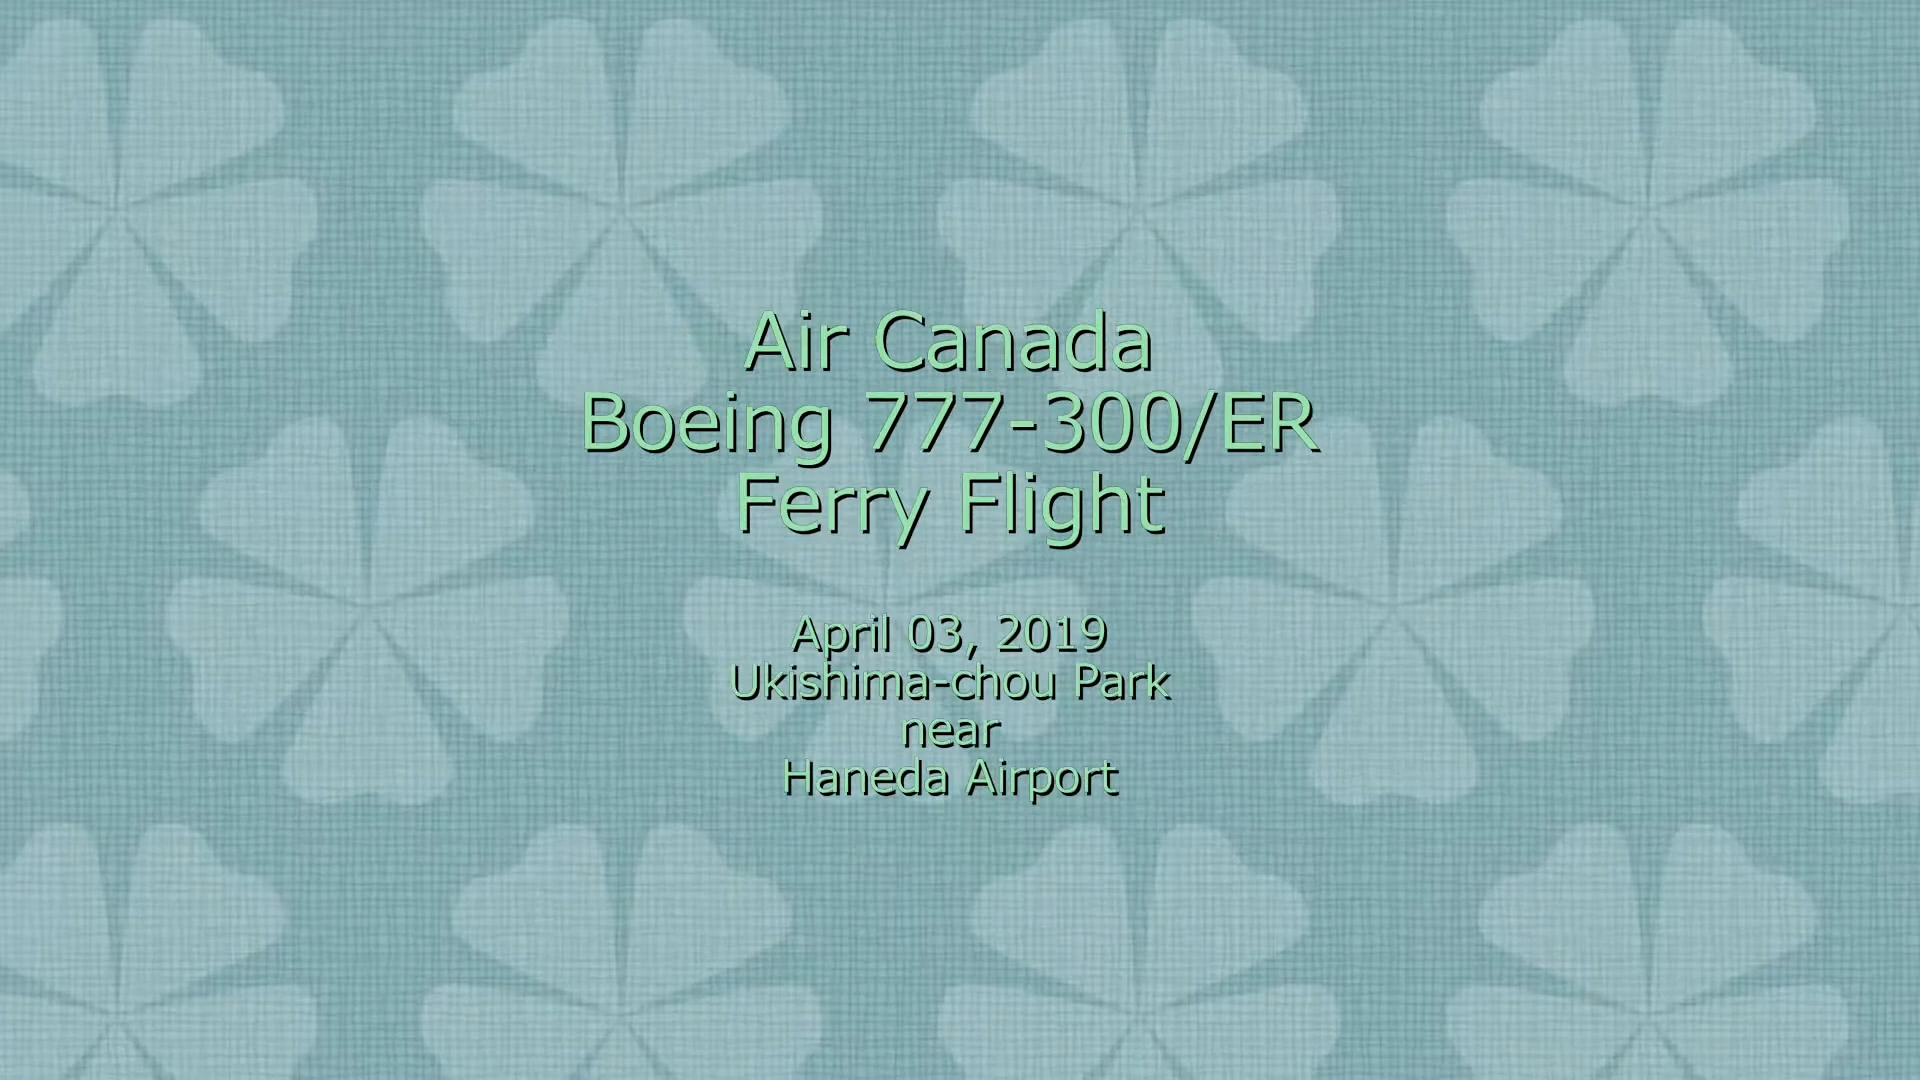 Air Canada
Boeing 777-300/ER
Ferry Flight
April 03, 2019
Ukishima-chou Park
near
Haneda Airport